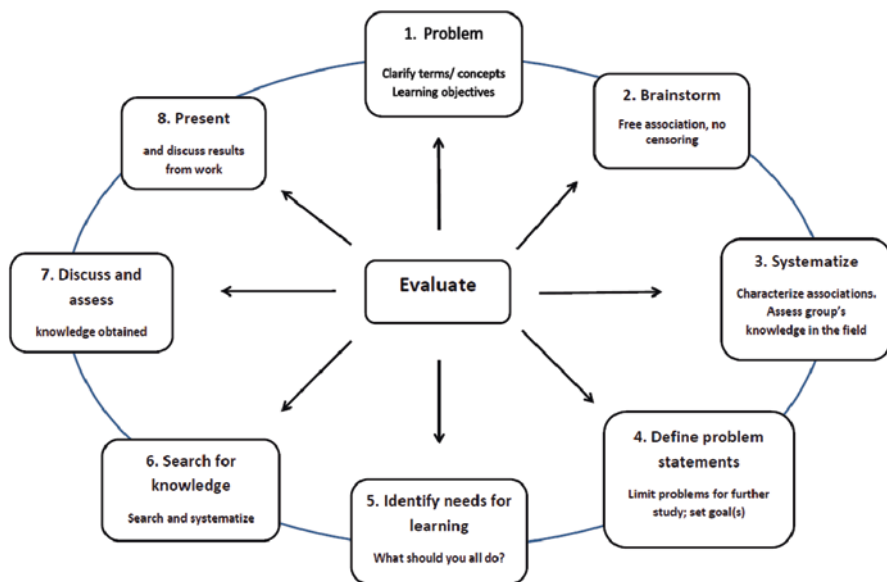 1. Problem
Clarify terms/ concepts
Learning objectives
2. Brainstorm
Free association, no
censoring
3. Systematize
Characterize associations.
Assess group's
knowledge in the field
4. Define problem
statements
Limit problems for further
study; set goal(s)
5. Identify needs for
learning
What should you all do?
6. Search for
knowledge
Search and systematize
7. Discuss and
assess
knowledge obtained
8. Present
and discuss results
from work
Evaluate